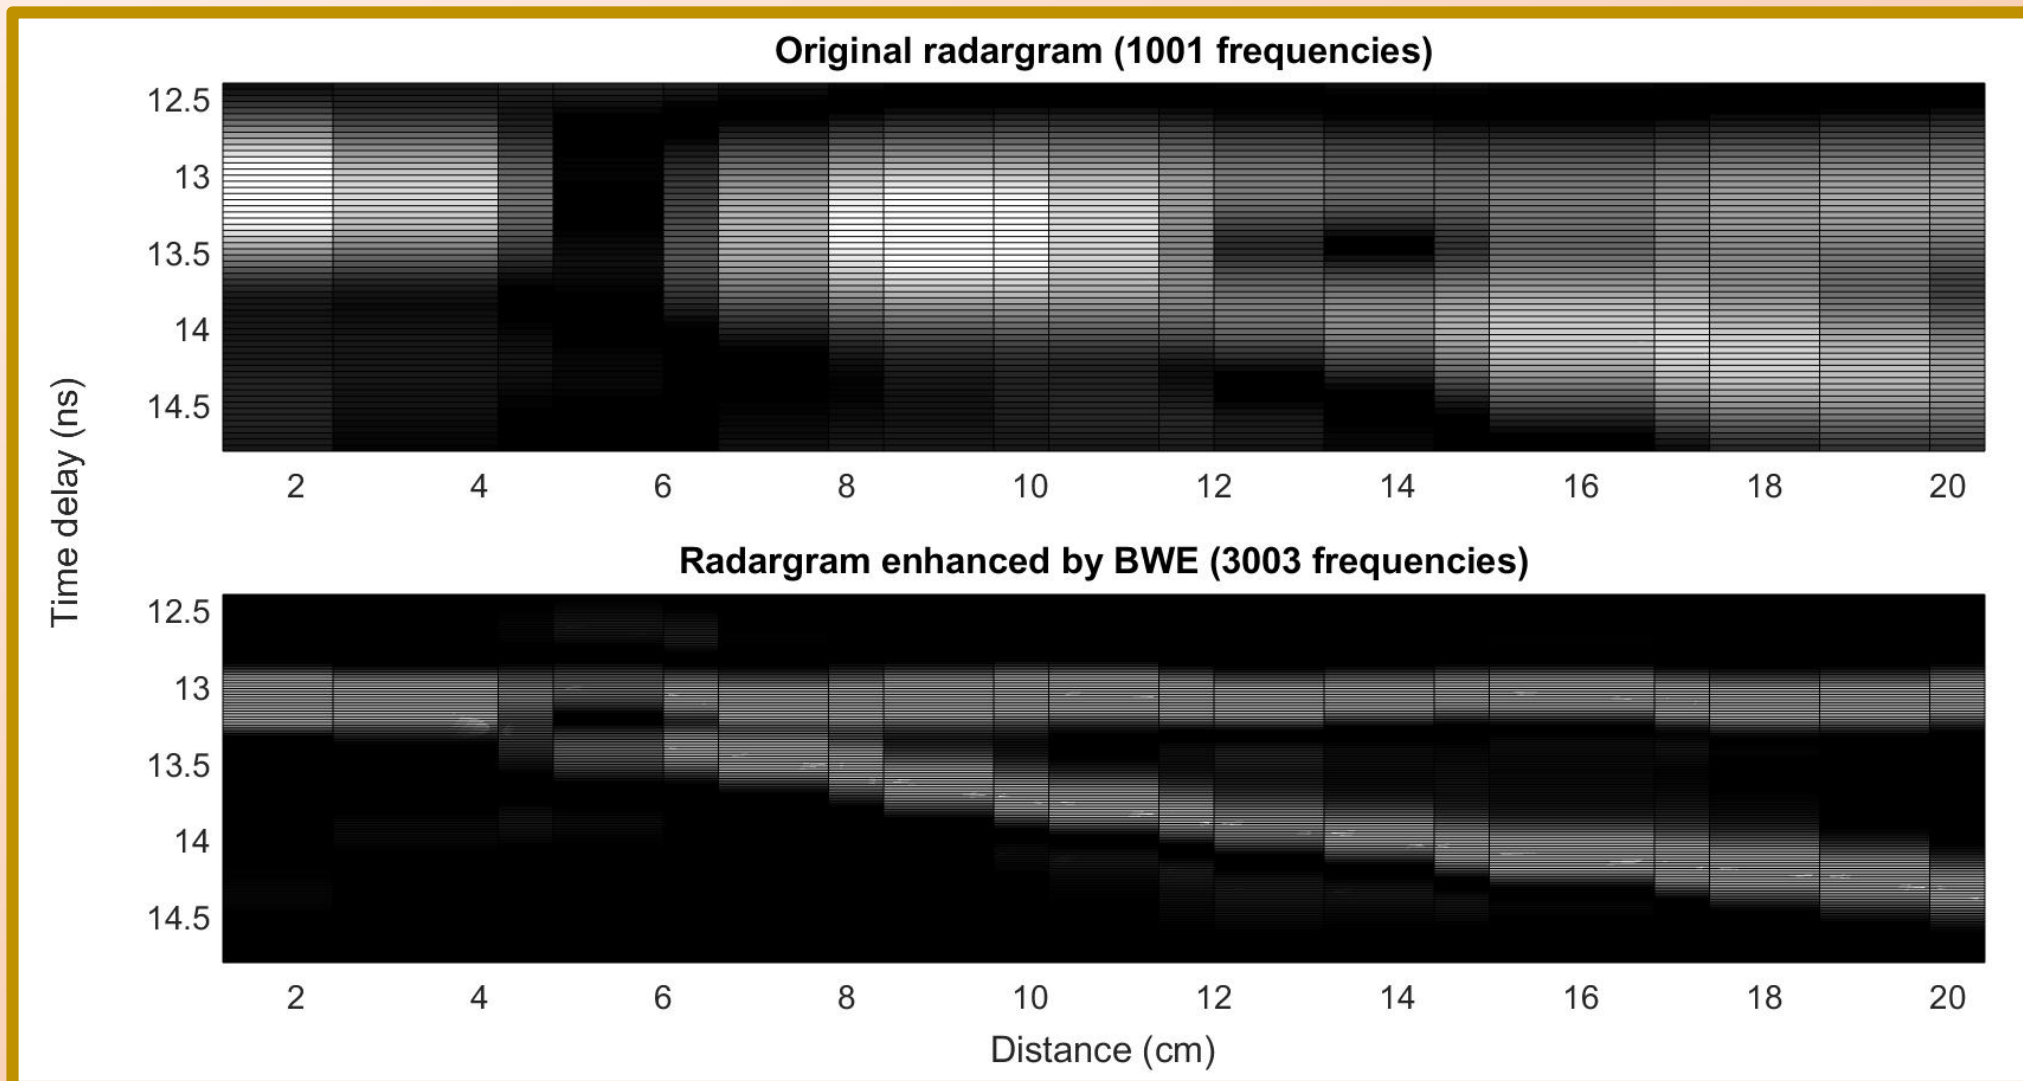 Original radargram (1001 frequencies)
12.5
13
13.5
14
14.5
2 4 6 8 10 12 14 16 18 20
Time delay (ns)
Radargram enhanced by BWE (3003 frequencies)
12.5
13
13.5
14
14.5
2 4 6 8 10 12 14 16 18 20
Distance (cm)